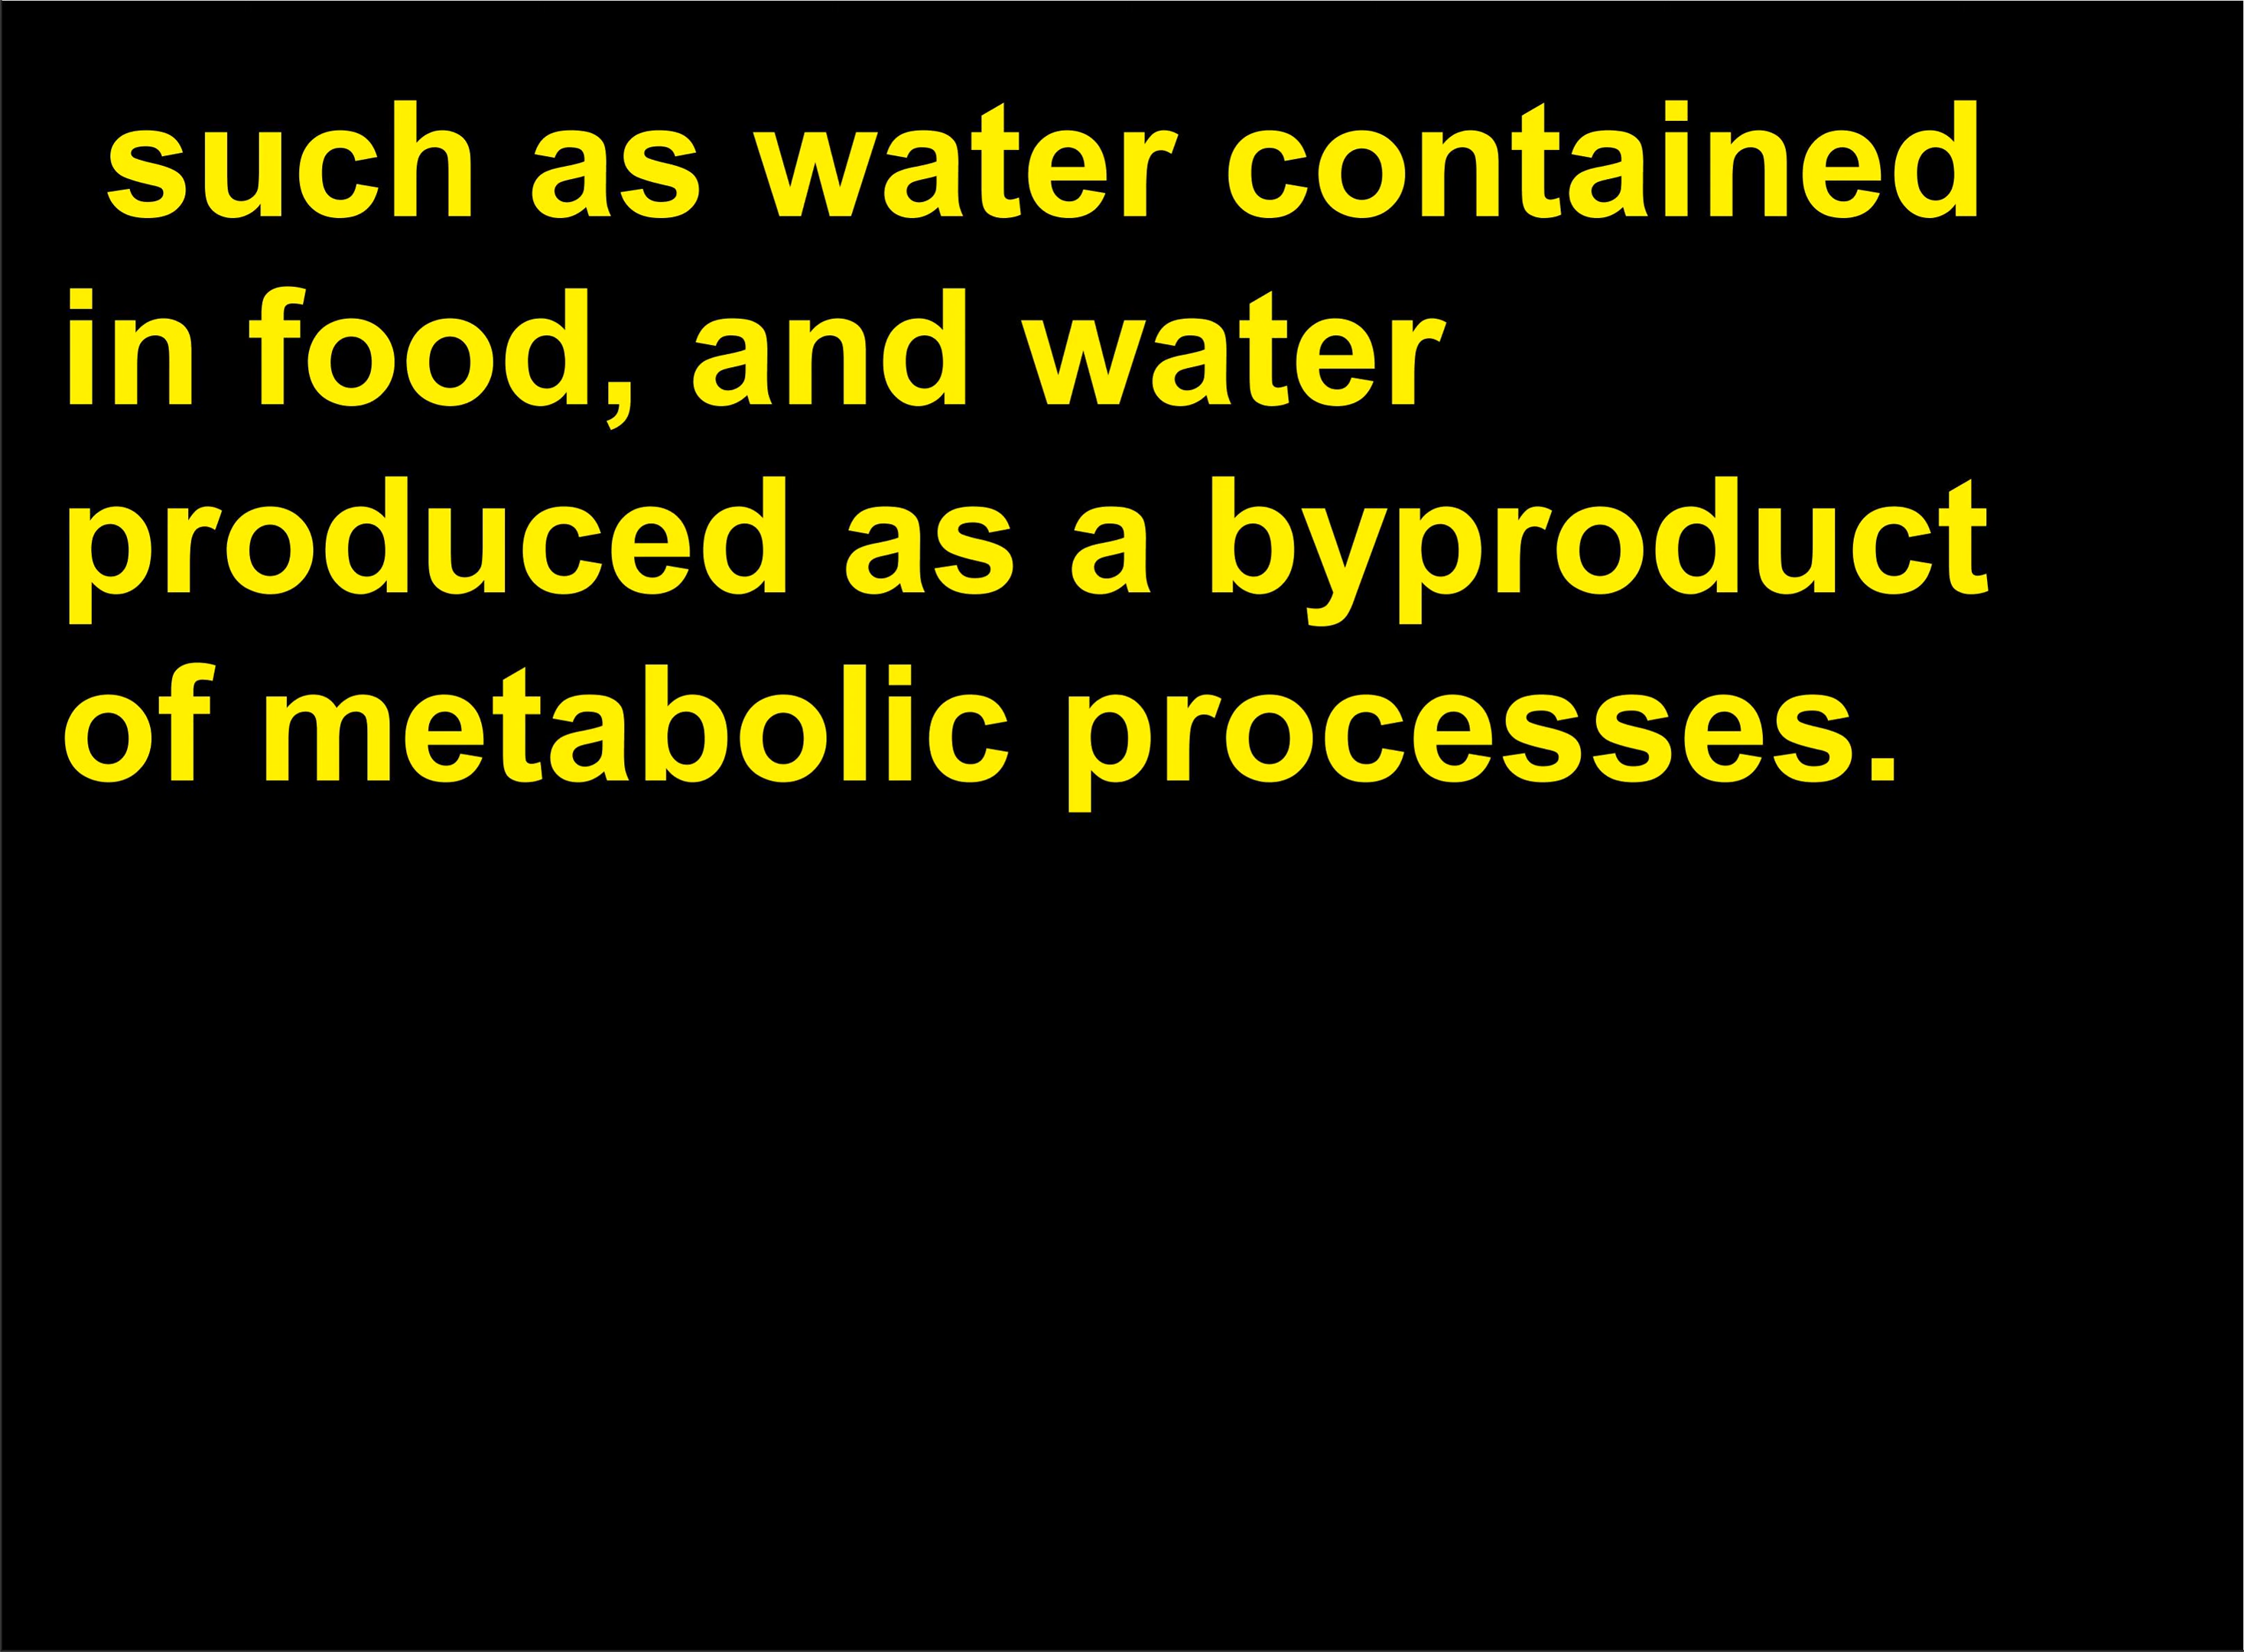 such as water contained
in food, and water
produced as a byproduct
of metabolic processes.